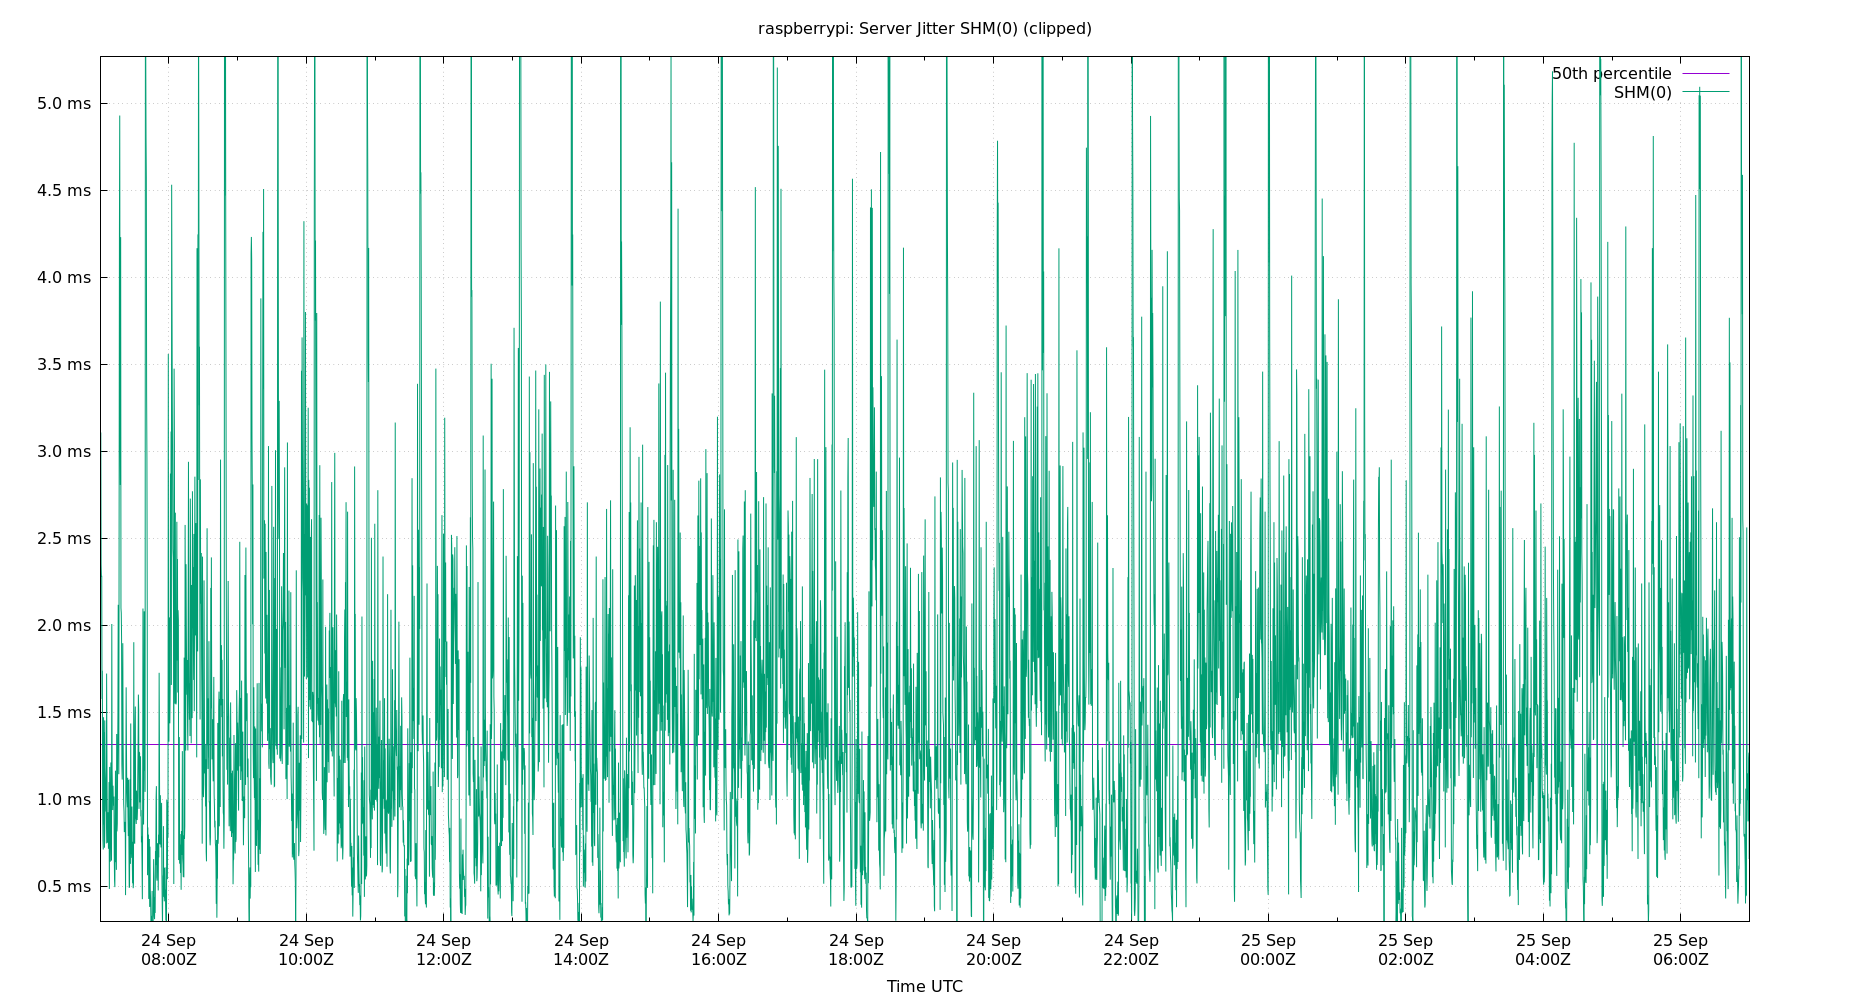 raspberrypi: Server Jitter SHM(0) (clipped)
50th percentile
SHM(0)
5.0 ms
4.5 ms
4.0 ms
3.5 ms
3.0 ms
2.5 ms
2.0 ms
1.5 ms
1.0 ms
0.5 ms
24 Sep 24 Sep 24 Sep 24 Sep 24 Sep 24 Sep 24 Sep 24 Sep 25 Sep 25 Sep 25 Sep 25 Sep
08:00Z 10:00Z 12:00Z 14:00Z 16:00Z 18:00Z 20:00Z 22:00Z 00:00Z 02:00Z 04:00Z 06:00Z
Time UTC